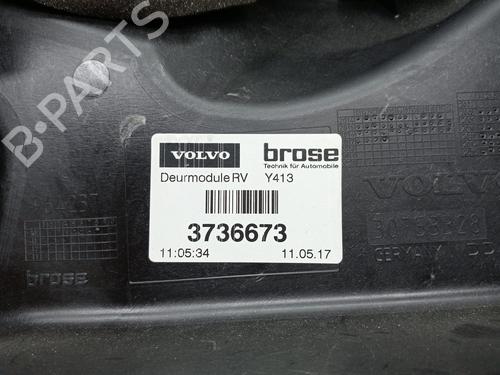 B-PARTS
VOLVO
brose
Technik für Automobile
Deurmodule RV Y413
3736673
11:05:34 11.05.17
brose
VOLVO
GERMANY